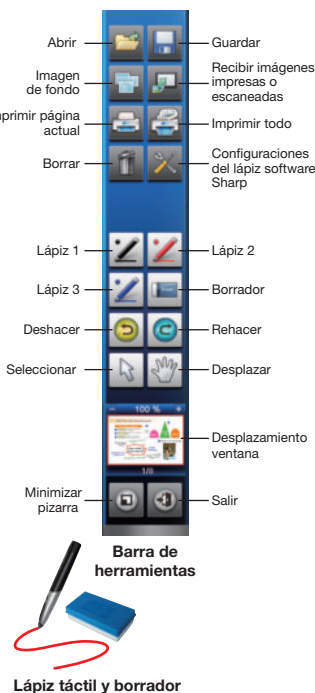 Abrir
Guardar
Imagen
de fondo
Recibir imágenes
impresas o
escaneadas
primir página
actual
Imprimir todo
Borrar
Configuraciones
del lápiz software
Sharp
Lápiz 1
Lápiz 2
Lápiz 3
Borrador
Deshacer
Rehacer
Seleccionar
Desplazar
100 %
Desplazamiento
ventana
1/8
Minimizar
pizarra
Salir
Barra de
herramientas
Lápiz táctil y borrador